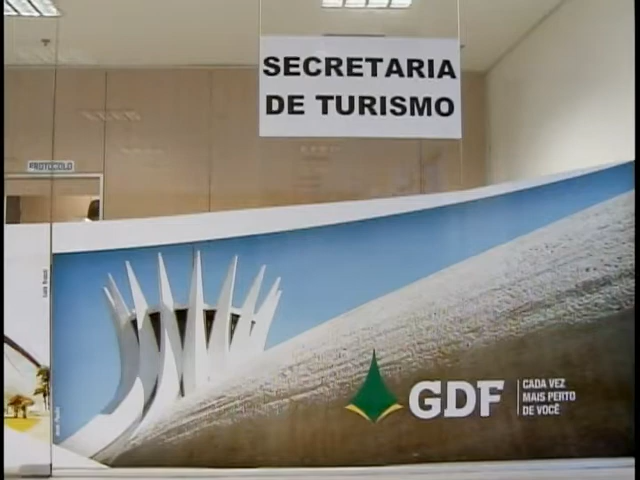 SECRETARIA
DE TURISMO
PROTOCOLO
GDF
CADA VEZ
MAIS PERTO
DE VOCÊ